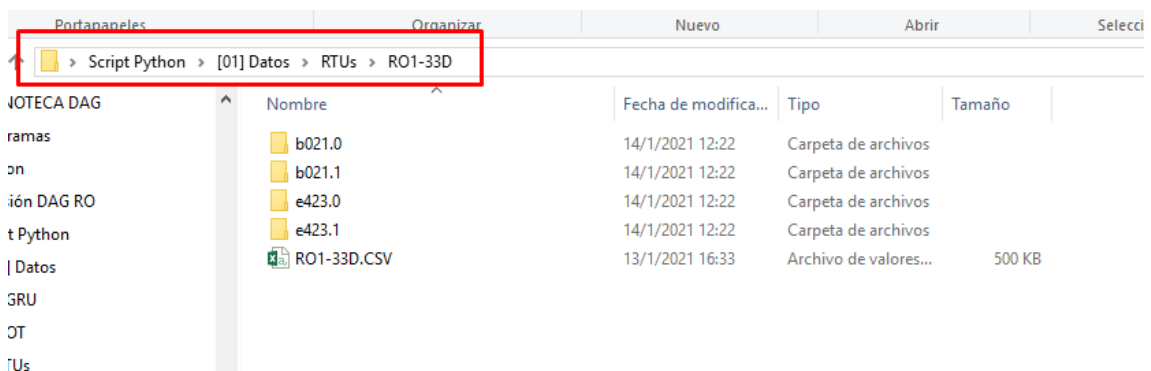 Portapapeles Organizar Nuevo Abrir Selecci
Script Python > [01] Datos > RTUs > RO1-33D
NOTECA DAG Nombre Fecha de modifica... Tipo Tamaño
ramas b021.0 14/1/2021 12:22 Carpeta de archivos
on b021.1 14/1/2021 12:22 Carpeta de archivos
ión DAG RO e423.0 14/1/2021 12:22 Carpeta de archivos
t Python e423.1 14/1/2021 12:22 Carpeta de archivos
] Datos RO1-33D.CSV 13/1/2021 16:33 Archivo de valores... 500 KB
GRU
OT
TUs